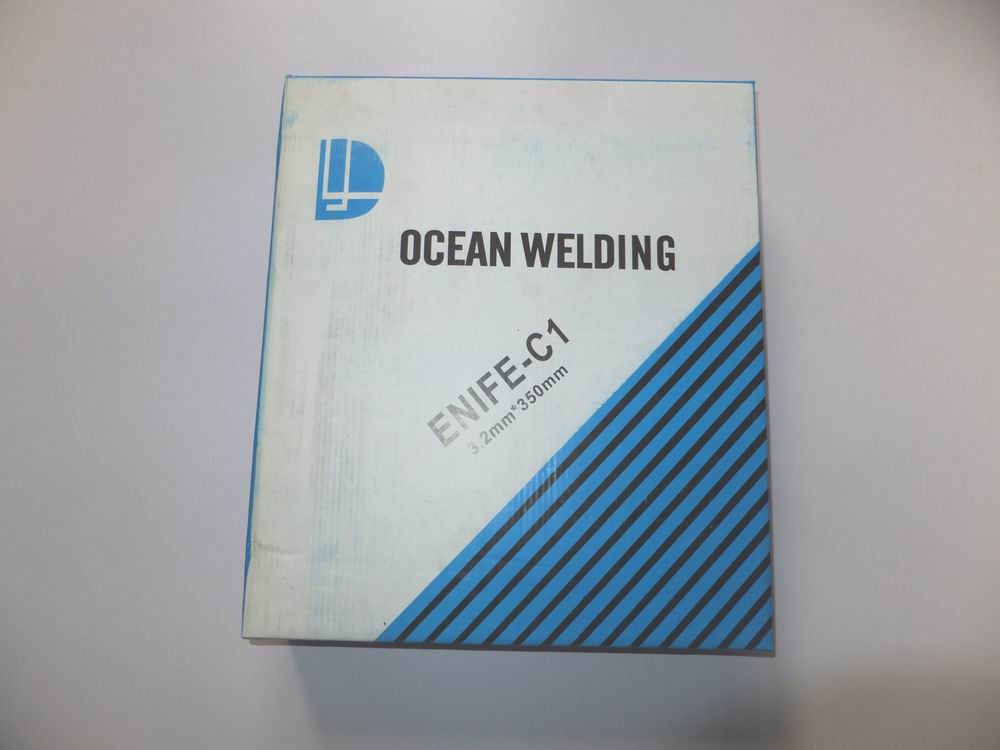 OCEAN WELDING
ENIFE-C1
3.2mm*350mm